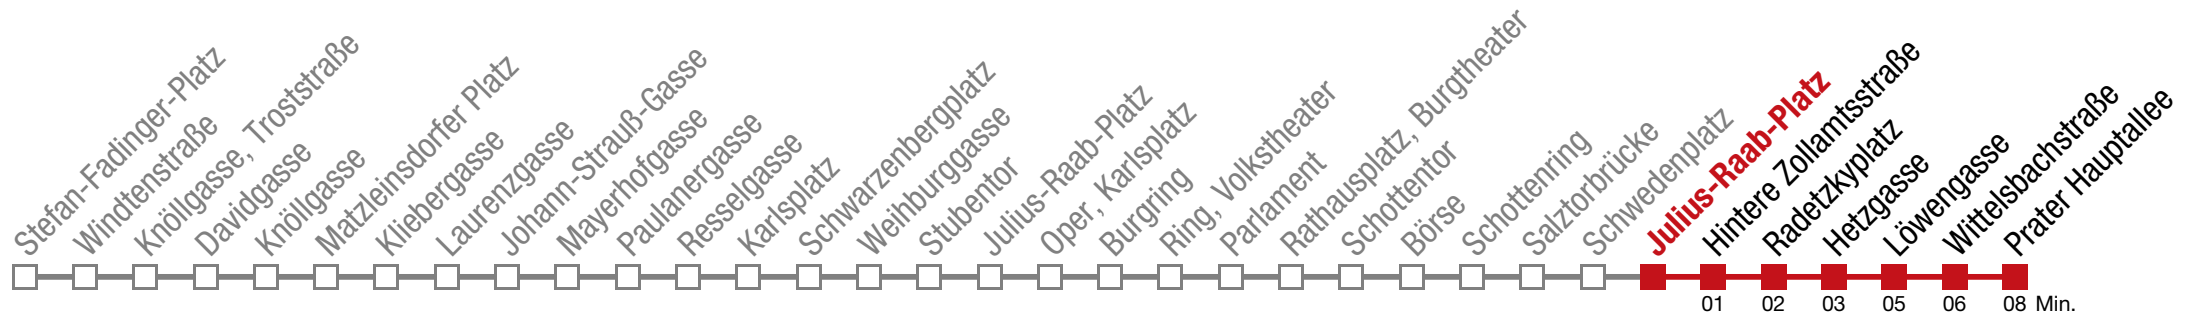 Stefan-Fadinger-Platz
Windtenstraße
Knöllgasse, Troststraße
Davidgasse
Knöllgasse
Matzleinsdorfer Platz
Kliebergasse
Laurenzgasse
Johann-Strauß-Gasse
Mayerhofgasse
Paulanergasse
Resselgasse
Karlsplatz
Schwarzenbergplatz
Weihburggasse
Stubentor
Julius-Raab-Platz
Oper, Karlsplatz
Burgring
Ring, Volkstheater
Parlament
Rathausplatz, Burgtheater
Schottentor
Börse
Schottenring
Salztorbrücke
Schwedenplatz
Julius-Raab-Platz
Hintere Zollamtsstraße
Radetzkyplatz
Hetzgasse
Löwengasse
Wittelsbachstraße
Prater Hauptallee
01 02 03 05 06 08 Min.